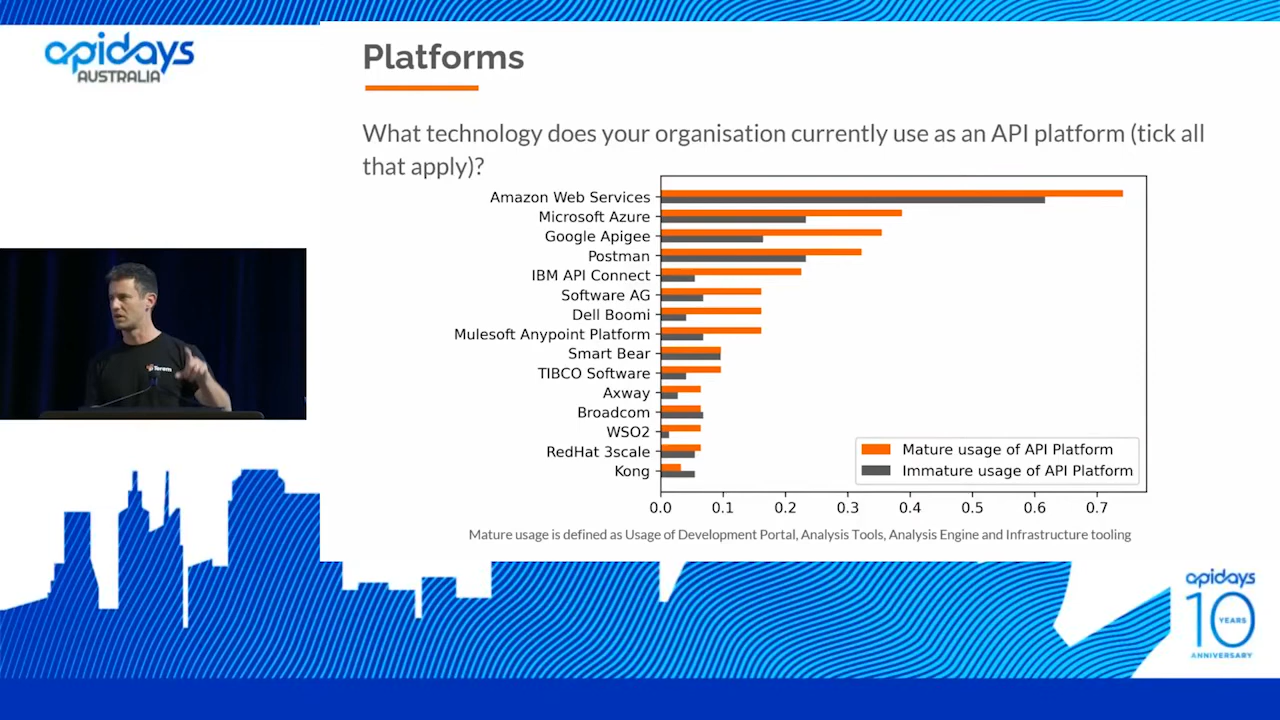 apidays
AUSTRALIA
Platforms
What technology does your organisation currently use as an API platform (tick all
that apply)?
Amazon Web Services
Microsoft Azure
Google Apigee
Postman
IBM API Connect
Software AG
Dell Boomi
Mulesoft Anypoint Platform
Smart Bear
TIBCO Software
Axway
Broadcom
WSO2
RedHat 3scale
Kong
Mature usage of API Platform
Immature usage of API Platform
0.0 0.1 0.2 0.3 0.4 0.5 0.6 0.7
Mature usage is defined as Usage of Development Portal, Analysis Tools, Analysis Engine and Infrastructure tooling
Terem
apidays
10
YEARS
ANNIVERSARY